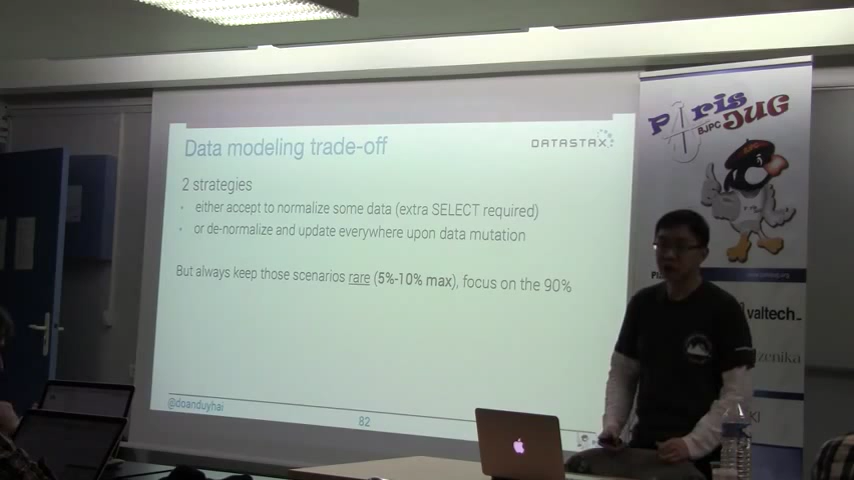 Data modeling trade-off
DATASTAX
2 strategies
either accept to normalize some data (extra SELECT required)
or de-normalize and update everywhere upon data mutation
But always keep those scenarios rare (5%-10% max), focus on the 90%
@doanduyhai
82
Paris
BJPC JUG
valtech_
zenika